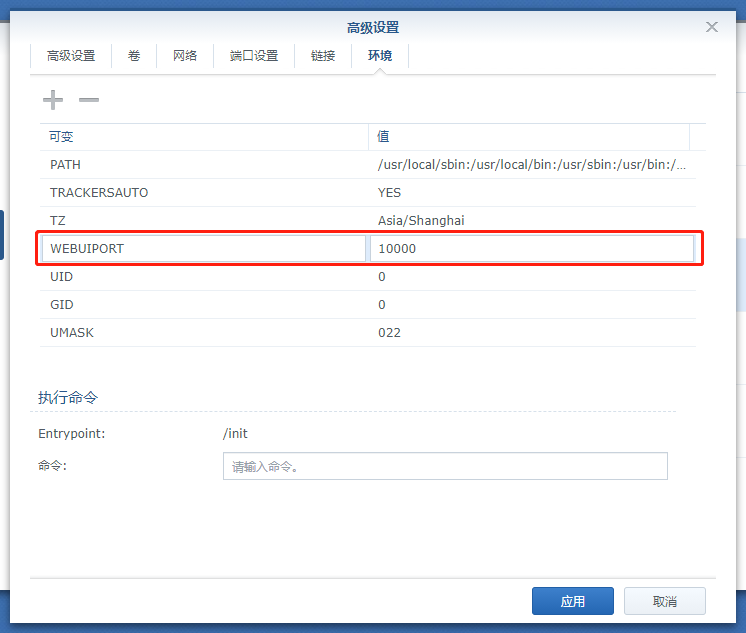 高级设置
高级设置 卷 网络 端口设置 链接 环境
可变 值
PATH /usr/local/sbin:/usr/local/bin:/usr/sbin:/usr/bin:/...
TRACKERSAUTO YES
TZ Asia/Shanghai
WEBUIPORT 10000
UID 0
GID 0
UMASK 022
执行命令
Entrypoint: /init
命令: 请输入命令。
应用 取消